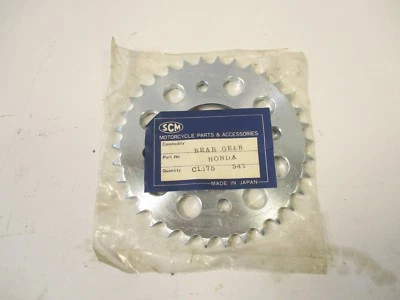 SCM
MOTORCYCLE PARTS & ACCESSORIES
Commodity REAR GEAR
Part No. HONDA
Quantity CL175 34T
MADE IN JAPAN